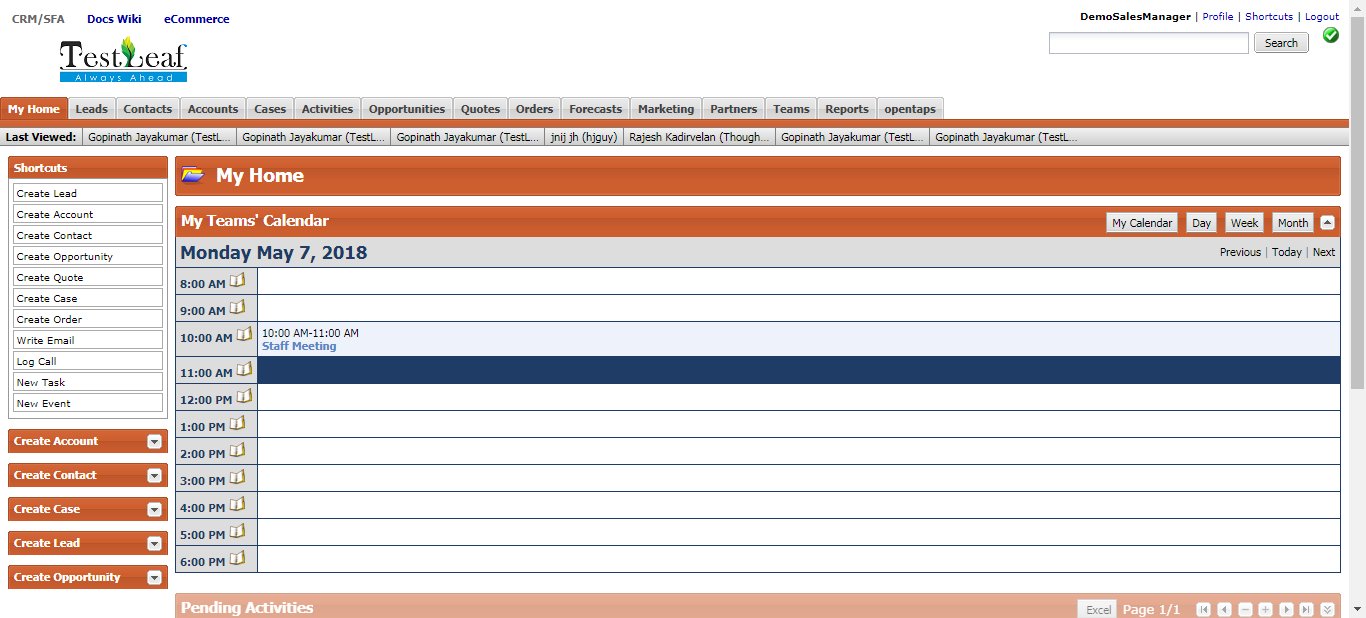 CRM/SFA Docs Wiki eCommerce
DemoSalesManager | Profile | Shortcuts | Logout
Search
TestLeaf
Always Ahead
My Home Leads Contacts Accounts Cases Activities Opportunities Quotes Orders Forecasts Marketing Partners Teams Reports opentaps
Last Viewed: Gopinath Jayakumar (TestL... Gopinath Jayakumar (TestL... Gopinath Jayakumar (TestL... jnij jh (hjguy) Rajesh Kadirvelan (Though... Gopinath Jayakumar (TestL... Gopinath Jayakumar (TestL...
Shortcuts
Create Lead
Create Account
Create Contact
Create Opportunity
Create Quote
Create Case
Create Order
Write Email
Log Call
New Task
New Event
Create Account
Create Contact
Create Case
Create Lead
Create Opportunity
My Home
My Teams' Calendar My Calendar Day Week Month
Monday May 7, 2018 Previous | Today | Next
8:00 AM
9:00 AM
10:00 AM 10:00 AM-11:00 AM
Staff Meeting
11:00 AM
12:00 PM
1:00 PM
2:00 PM
3:00 PM
4:00 PM
5:00 PM
6:00 PM
Pending Activities Excel Page 1/1